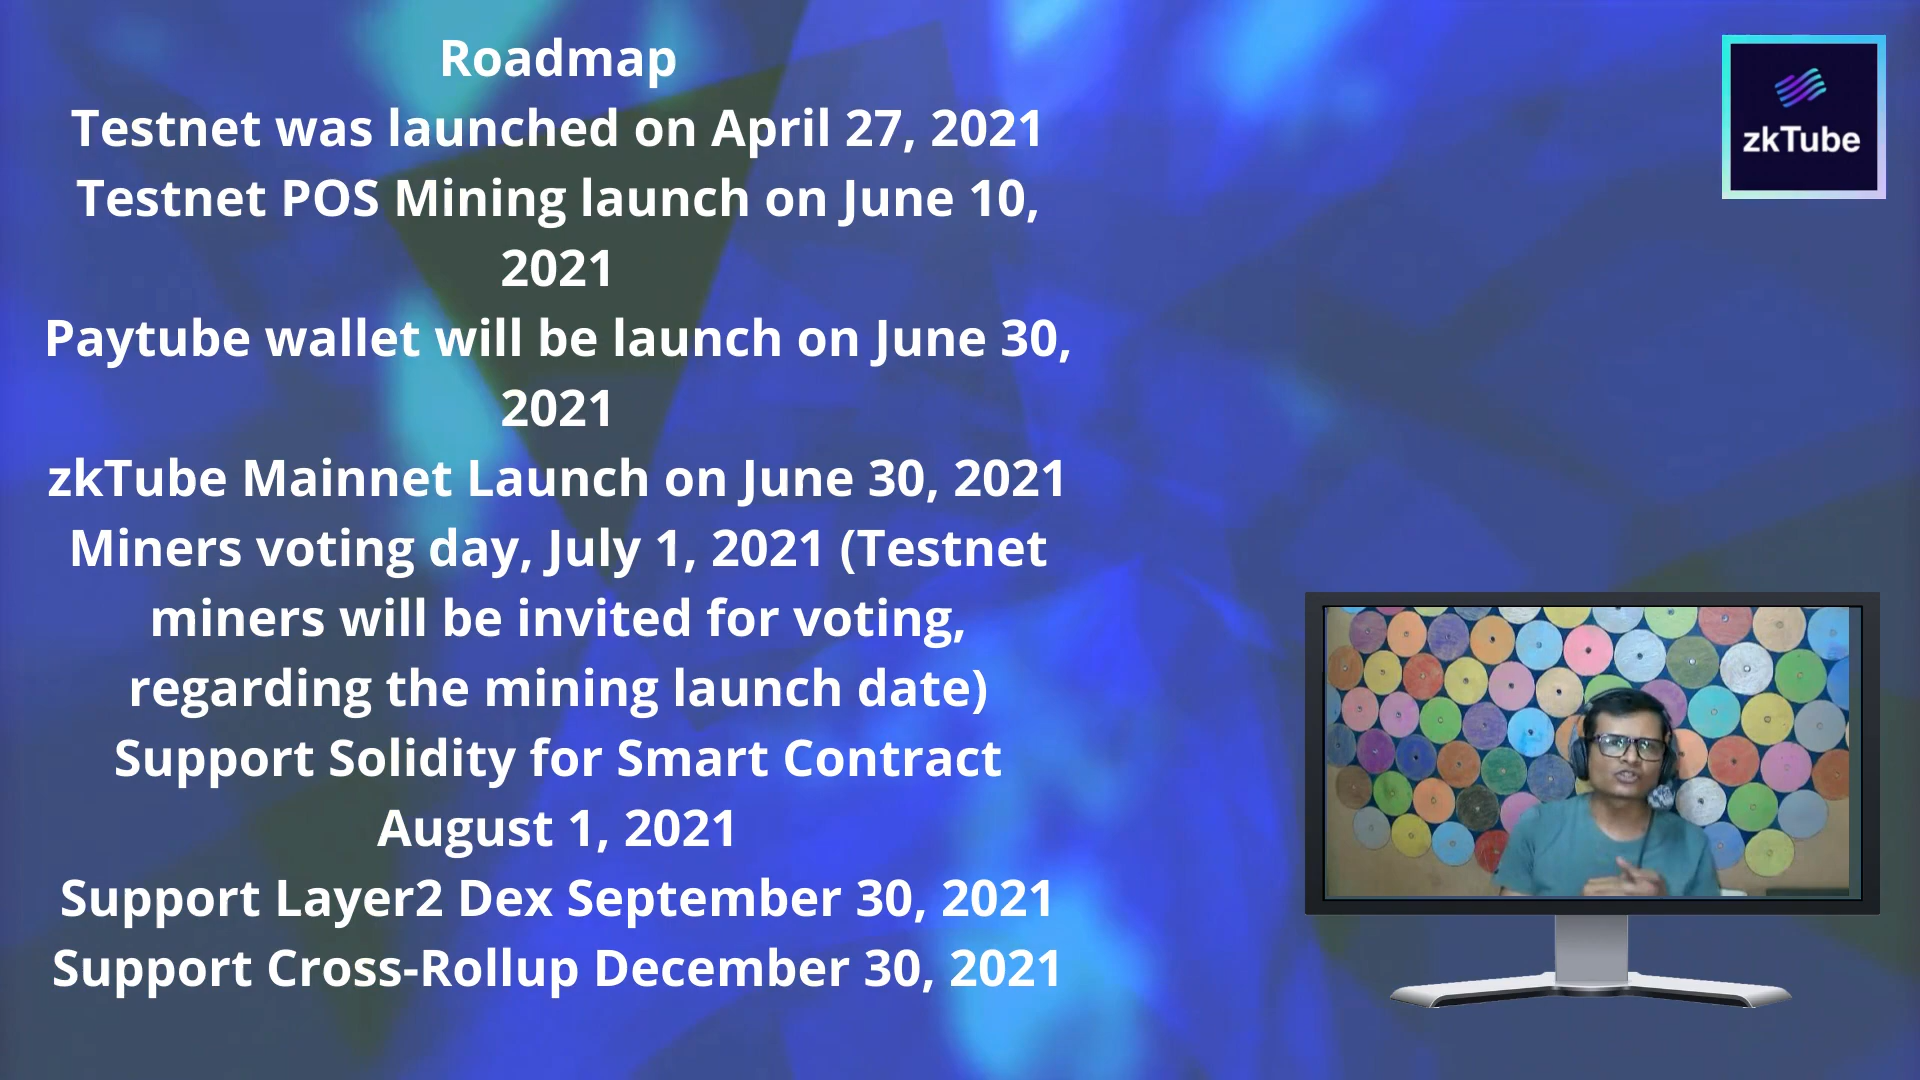 Roadmap
Testnet was launched on April 27, 2021
Testnet POS Mining launch on June 10,
2021
Paytube wallet will be launch on June 30,
2021
zkTube Mainnet Launch on June 30, 2021
Miners voting day, July 1, 2021 (Testnet
miners will be invited for voting,
regarding the mining launch date)
Support Solidity for Smart Contract
August 1, 2021
Support Layer2 Dex September 30, 2021
Support Cross-Rollup December 30, 2021
zkTube